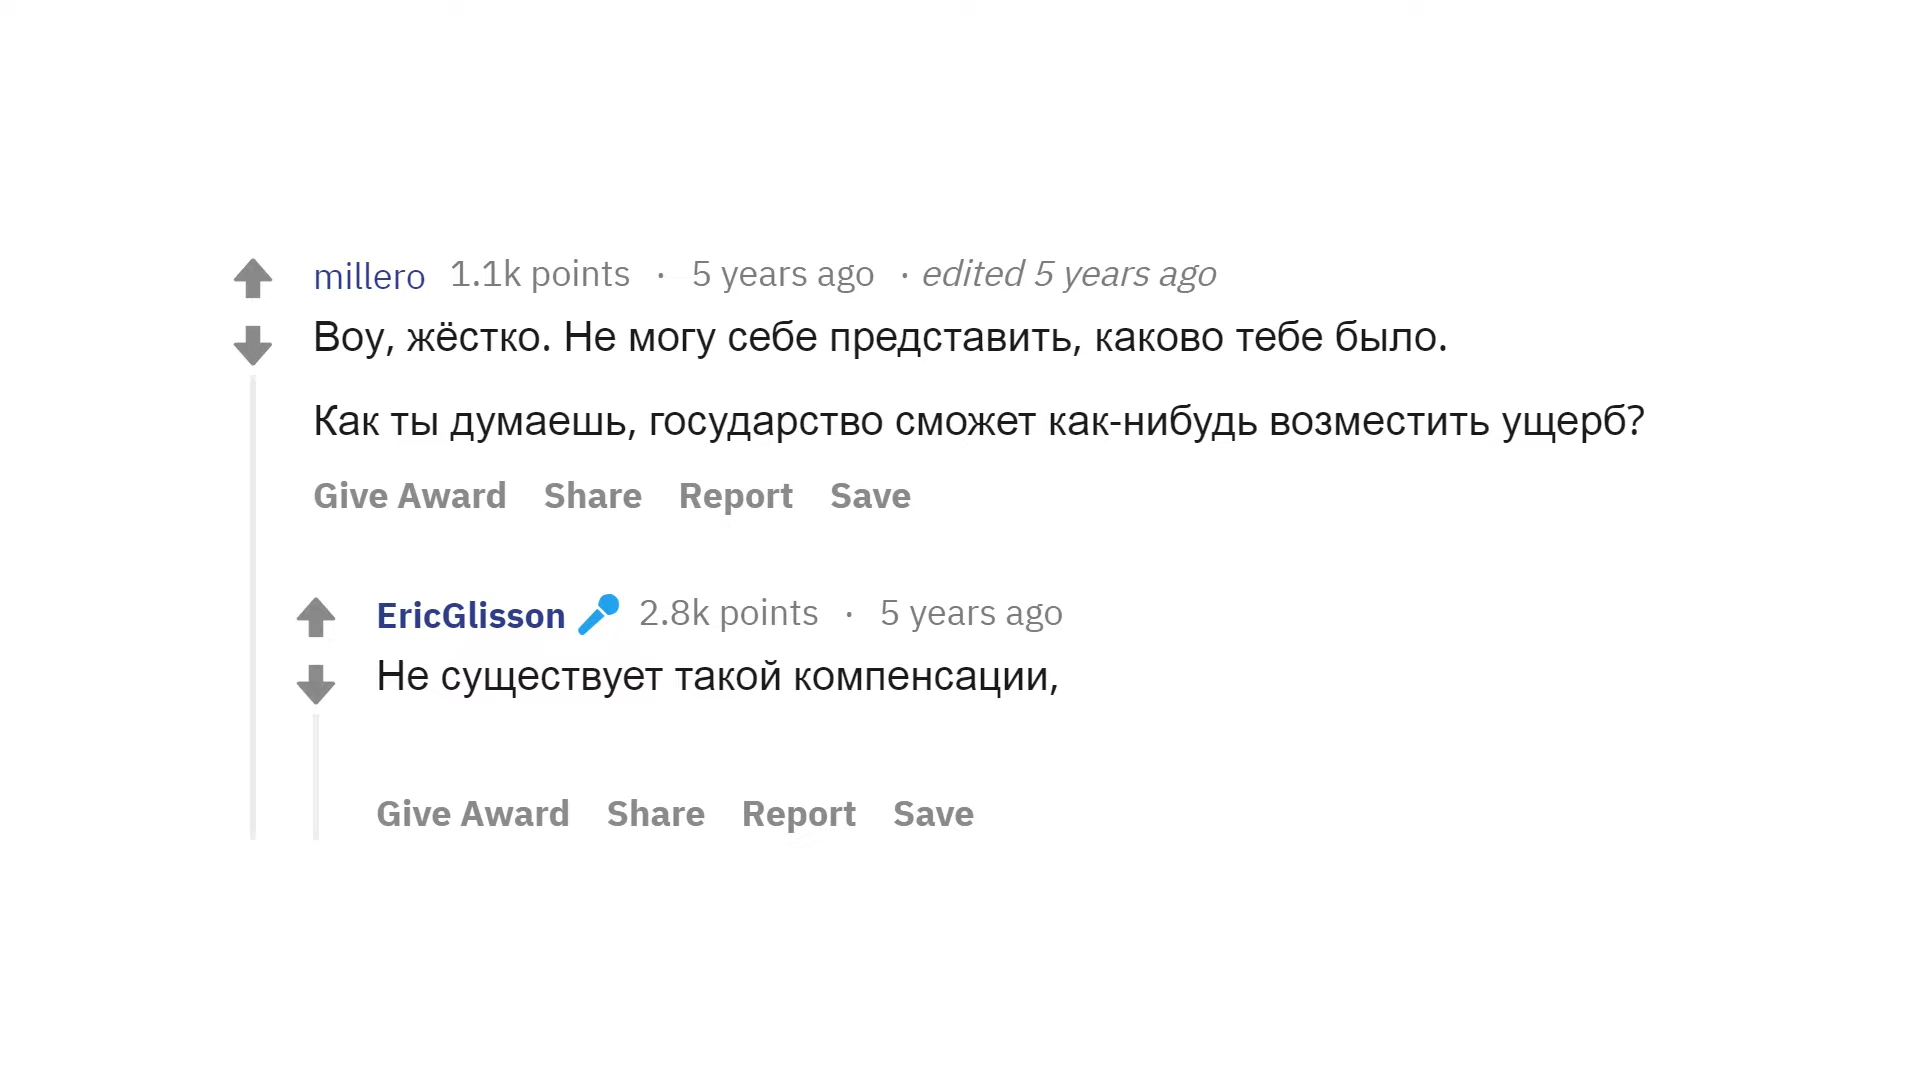 millero 1.1k points · 5 years ago · edited 5 years ago
Воу, жёстко. Не могу себе представить, каково тебе было.
Как ты думаешь, государство сможет как-нибудь возместить ущерб?
Give Award Share Report Save
EricGlisson 2.8k points · 5 years ago
Не существует такой компенсации,
Give Award Share Report Save